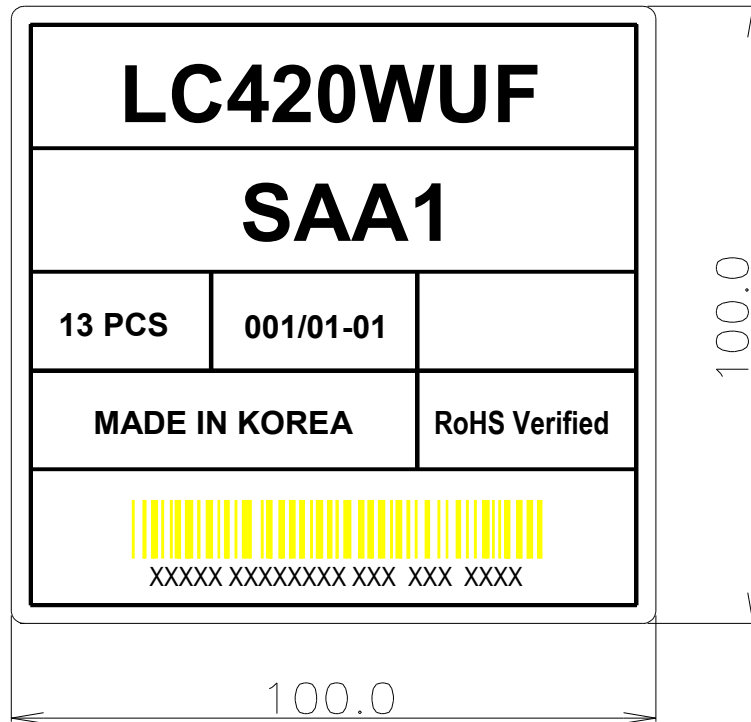 LC420WUF
SAA1
13 PCS
001/01-01
MADE IN KOREA
RoHS Verified
XXXXX XXXXXXXX XXX XXX XXXX
100.0
100.0